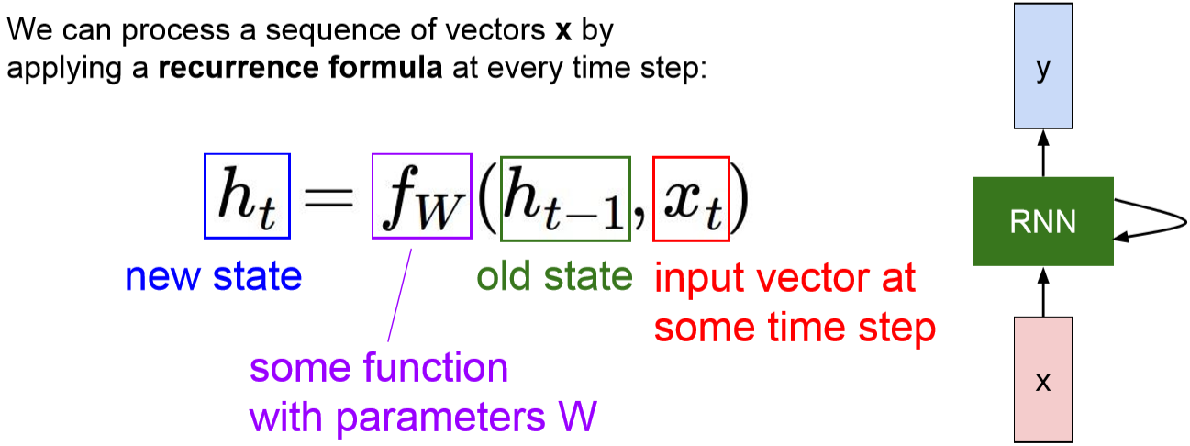 We can process a sequence of vectors x by
applying a recurrence formula at every time step:
h_t = f_W(h_{t-1}, x_t)
new state
old state
input vector at
some time step
some function
with parameters W
y
RNN
x